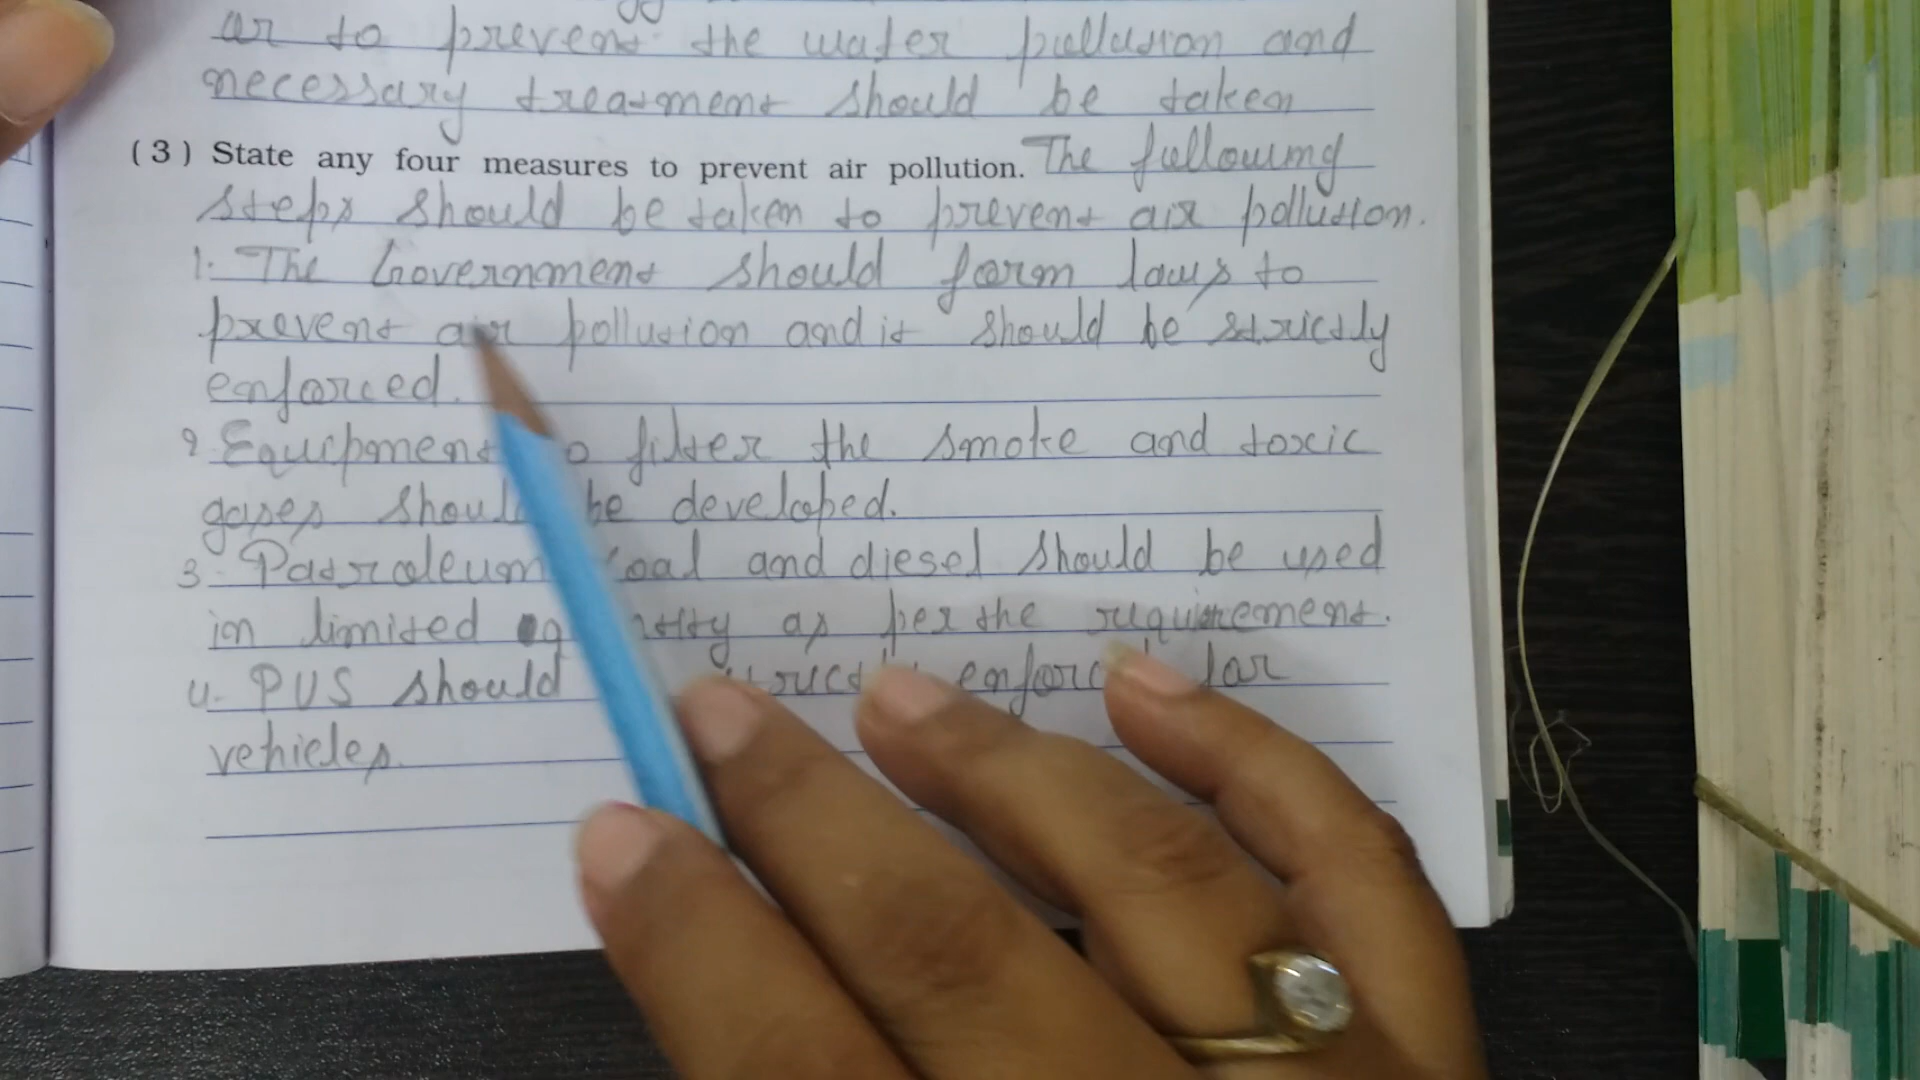 or to prevent the water pollution and
necessary treatment should be taken
(3) State any four measures to prevent air pollution. The following
steps should be taken to prevent air pollution.
1. The Government should form laws to
prevent air pollution and it should be strictly
enforced.
2 Equipment filter the smoke and toxic
gases should be developed.
3. Patroleum coal and diesel should be used
in limited as per the requirement.
4. PUS should for
vehicles.